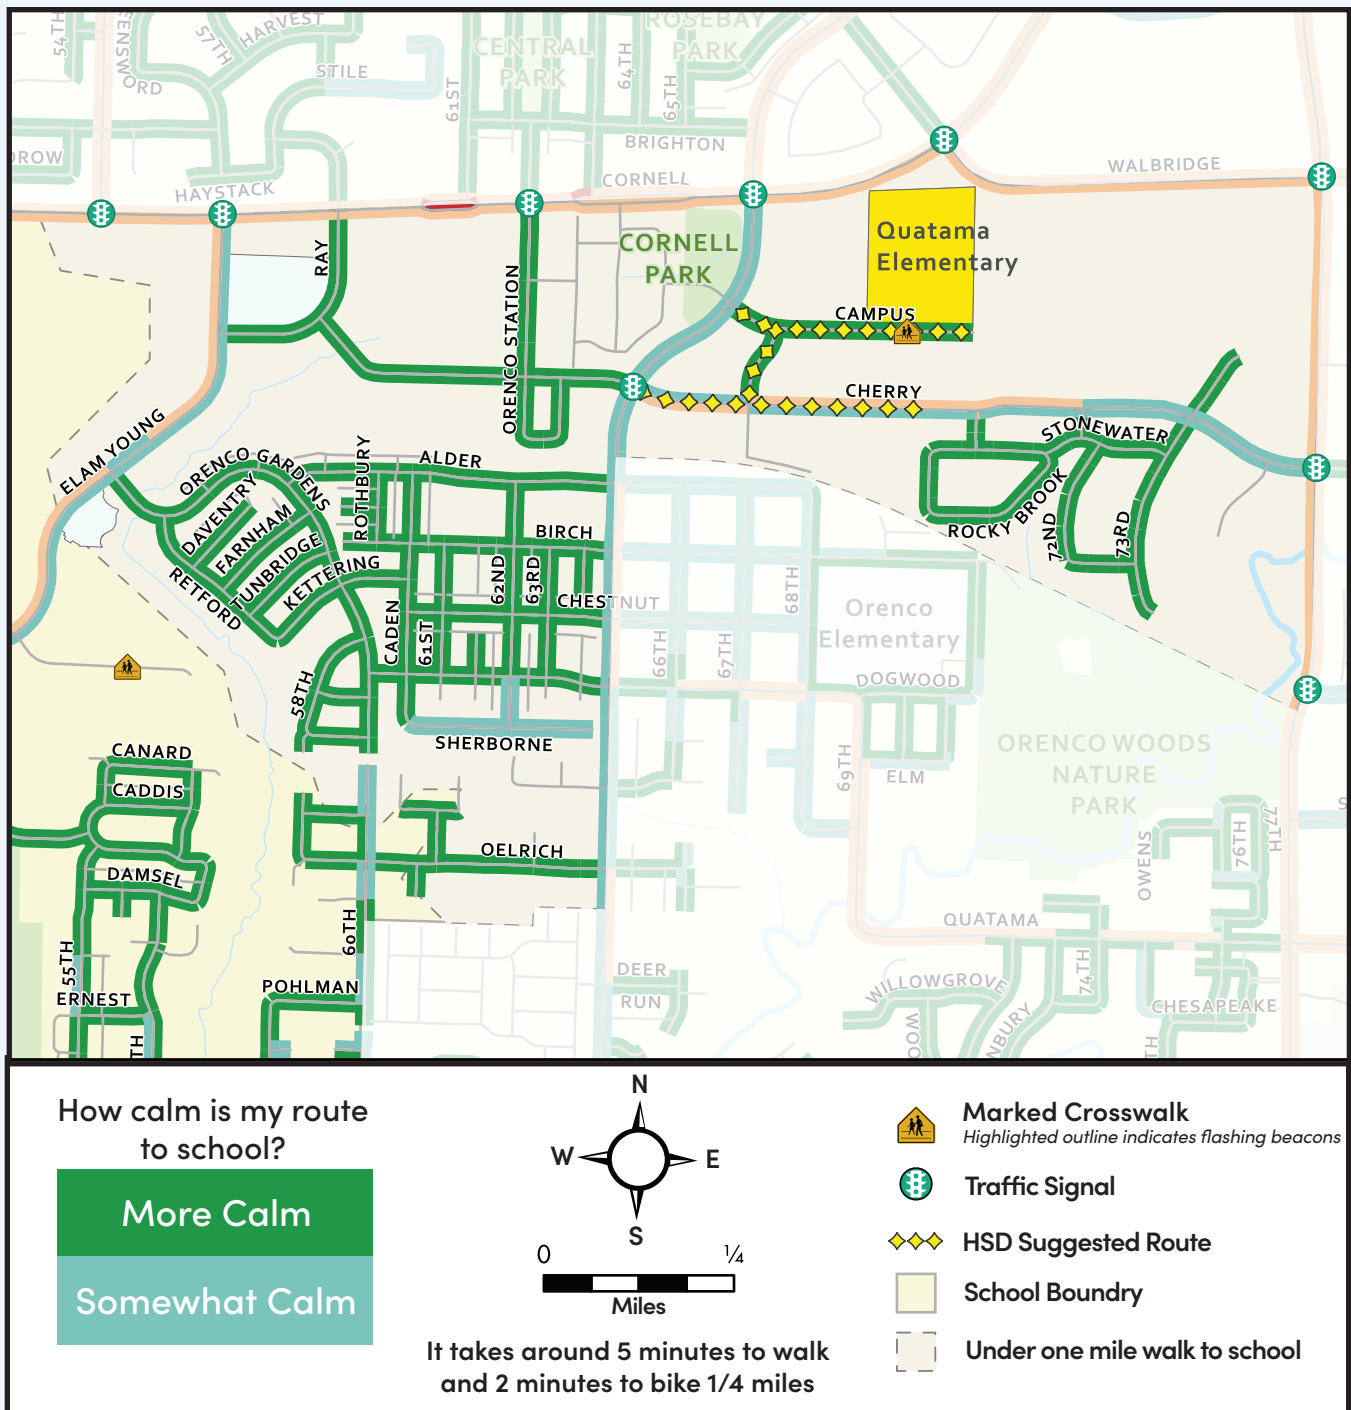 54TH
EENSWORD
57TH
HARVEST
STILE
61ST
CENTRAL
PARK
64TH
65TH
ROSEBAY
PARK
BRIGHTON
DROW
HAYSTACK
CORNELL
WALBRIDGE
RAY
ORENCO STATION
CORNELL
PARK
Quatama
Elementary
CAMPUS
CHERRY
ELAM YOUNG
ORENCO GARDENS
DAVENTRY
FARNHAM
TUNBRIDGE
KETTERING
RETFORD
ROTHBURY
ALDER
BIRCH
62ND
63RD
CHESTNUT
CADEN
61ST
58TH
SHERBORNE
STONEWATER
ROCKY BROOK
72ND
73RD
66TH
67TH
68TH
Orenco
Elementary
DOGWOOD
69TH
ELM
ORENCO WOODS
NATURE
PARK
CANARD
CADDIS
DAMSEL
55TH
ERNEST
TH
OELRICH
60TH
POHLMAN
DEER
RUN
QUATAMA
OWENS
76TH
77TH
S
WILLOWGROVE
WOO
NBURY
74TH
CHESAPEAKE
TH
How calm is my route
to school?
More Calm
Somewhat Calm
N
W
E
S
0
¼
Miles
It takes around 5 minutes to walk
and 2 minutes to bike 1/4 miles
Marked Crosswalk
Highlighted outline indicates flashing beacons
Traffic Signal
HSD Suggested Route
School Boundry
Under one mile walk to school